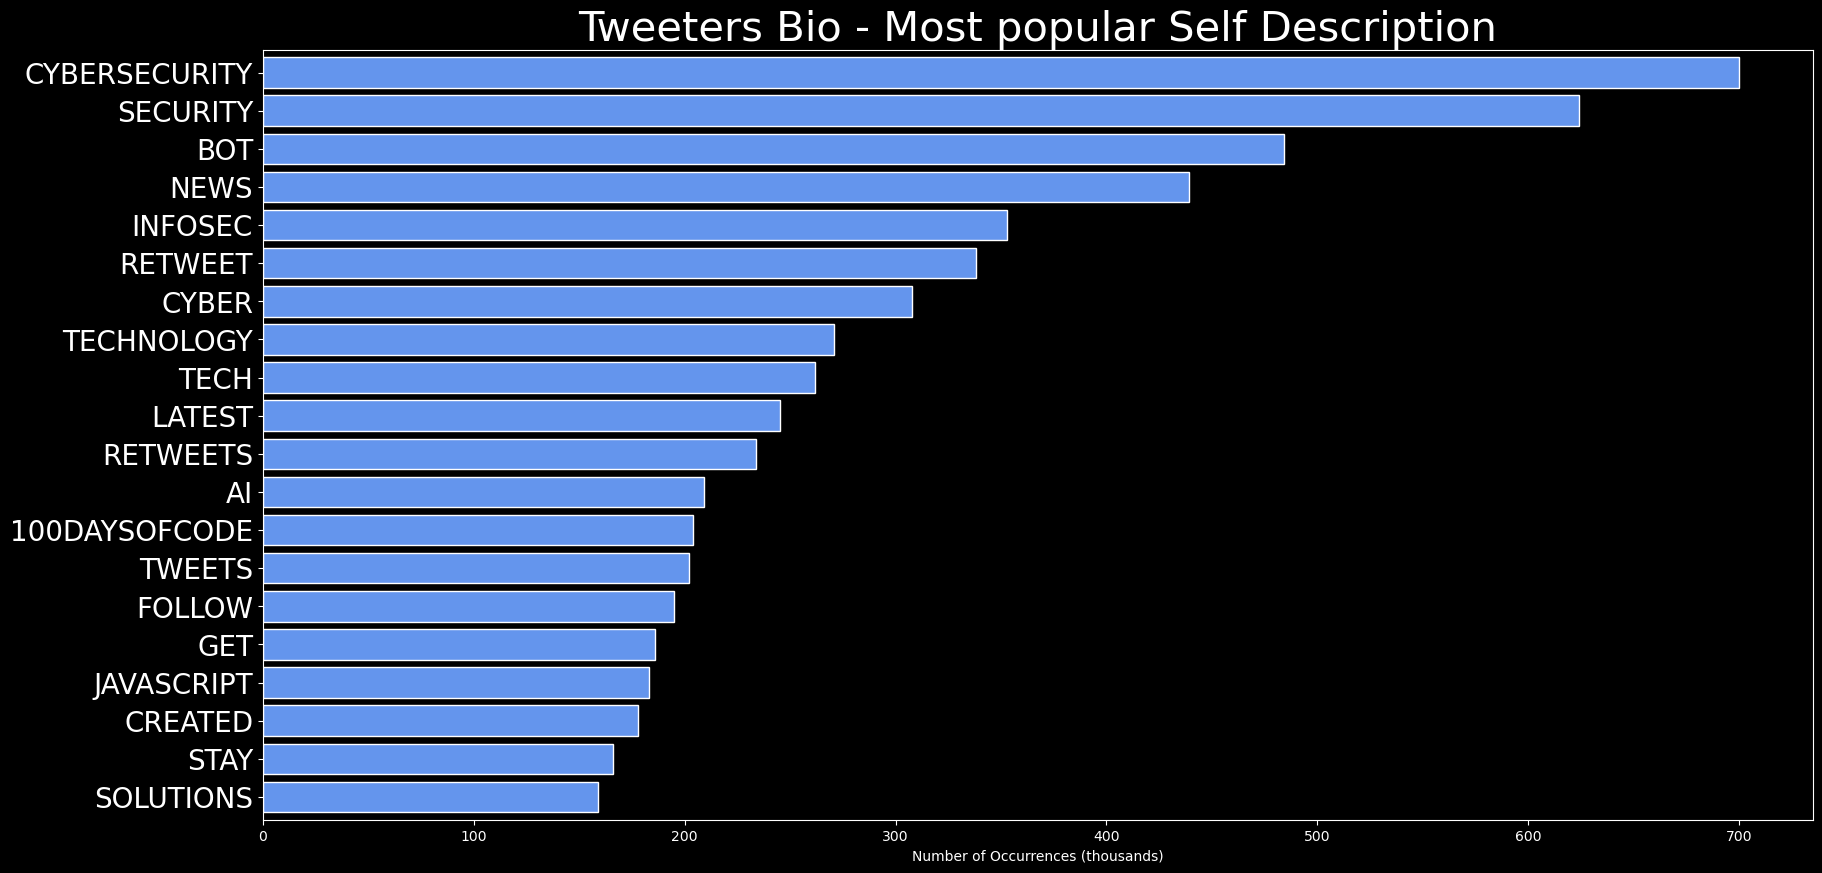 Tweeters Bio - Most popular Self Description
CYBERSECURITY
SECURITY
BOT
NEWS
INFOSEC
RETWEET
CYBER
TECHNOLOGY
TECH
LATEST
RETWEETS
AI
100DAYSOFCODE
TWEETS
FOLLOW
GET
JAVASCRIPT
CREATED
STAY
SOLUTIONS
0 100 200 300 400 500 600 700
Number of Occurrences (thousands)